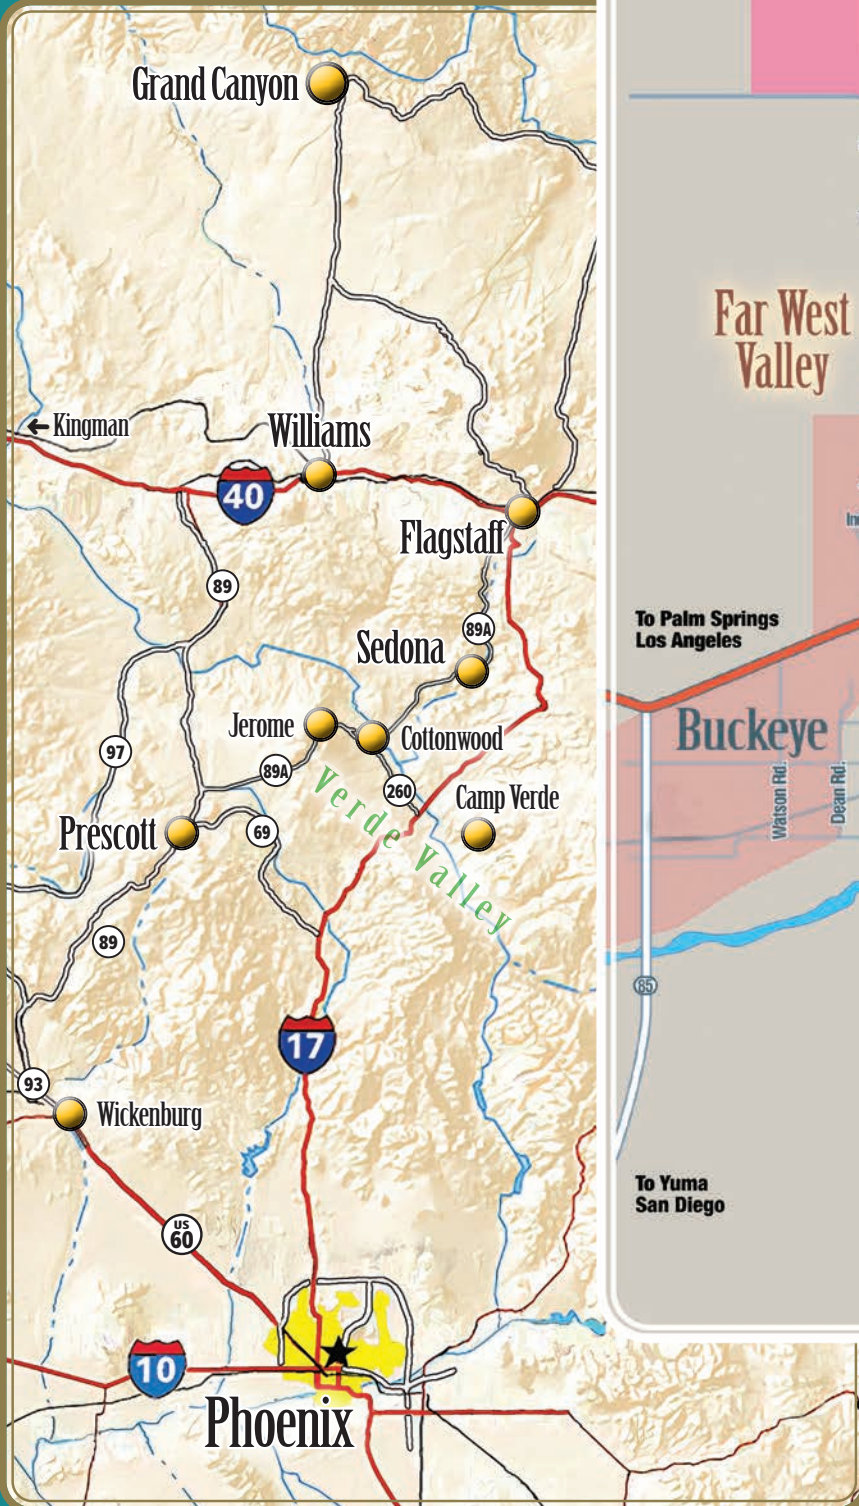 Grand Canyon
← Kingman
Williams
40
Flagstaff
89
89A
Sedona
Jerome
Cottonwood
97
89A
260
Camp Verde
Verde Valley
Prescott
69
89
17
93
Wickenburg
US
60
10
Phoenix
Far West
Valley
To Palm Springs
Los Angeles
Buckeye
Watson Rd.
Dean Rd.
85
To Yuma
San Diego